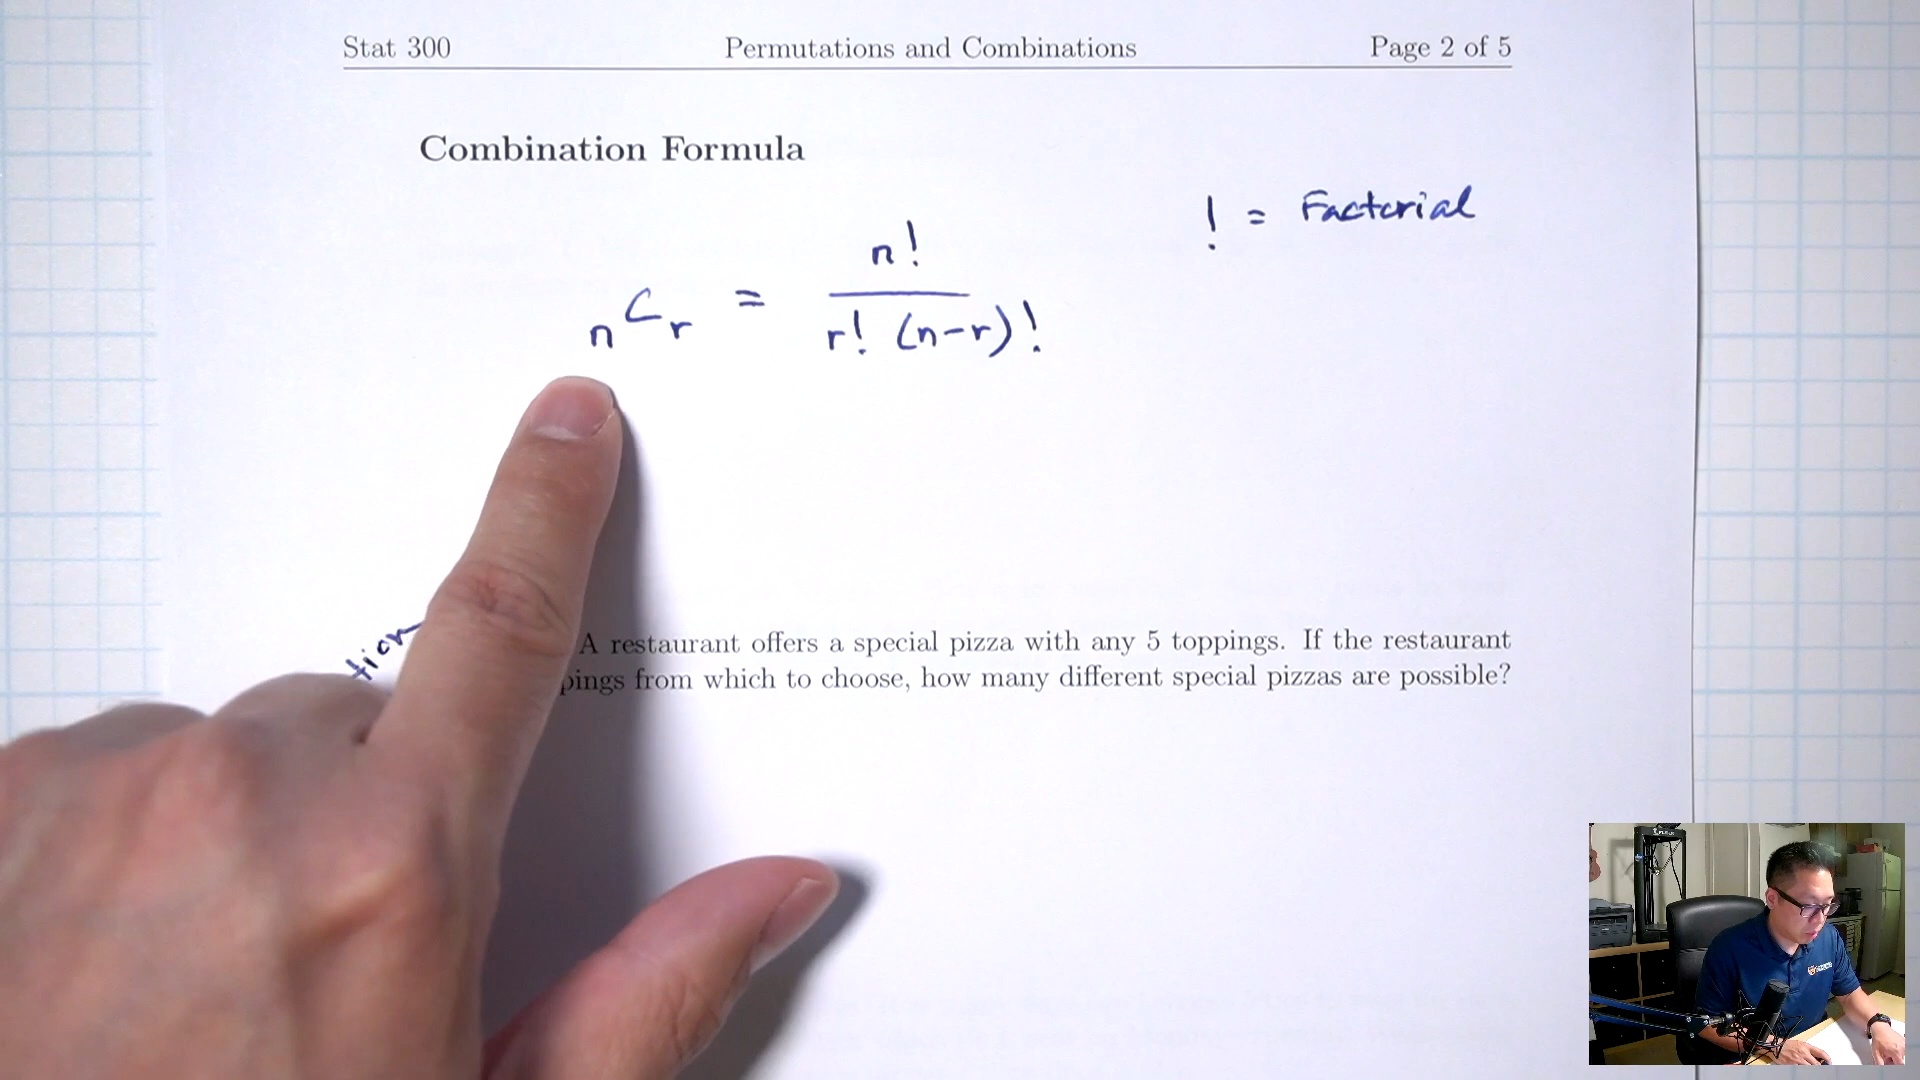 Stat 300 Permutations and Combinations Page 2 of 5
Combination Formula
! = Factorial
nCr = n! / r! (n-r)!
A restaurant offers a special pizza with any 5 toppings. If the restaurant
pings from which to choose, how many different special pizzas are possible?
tion